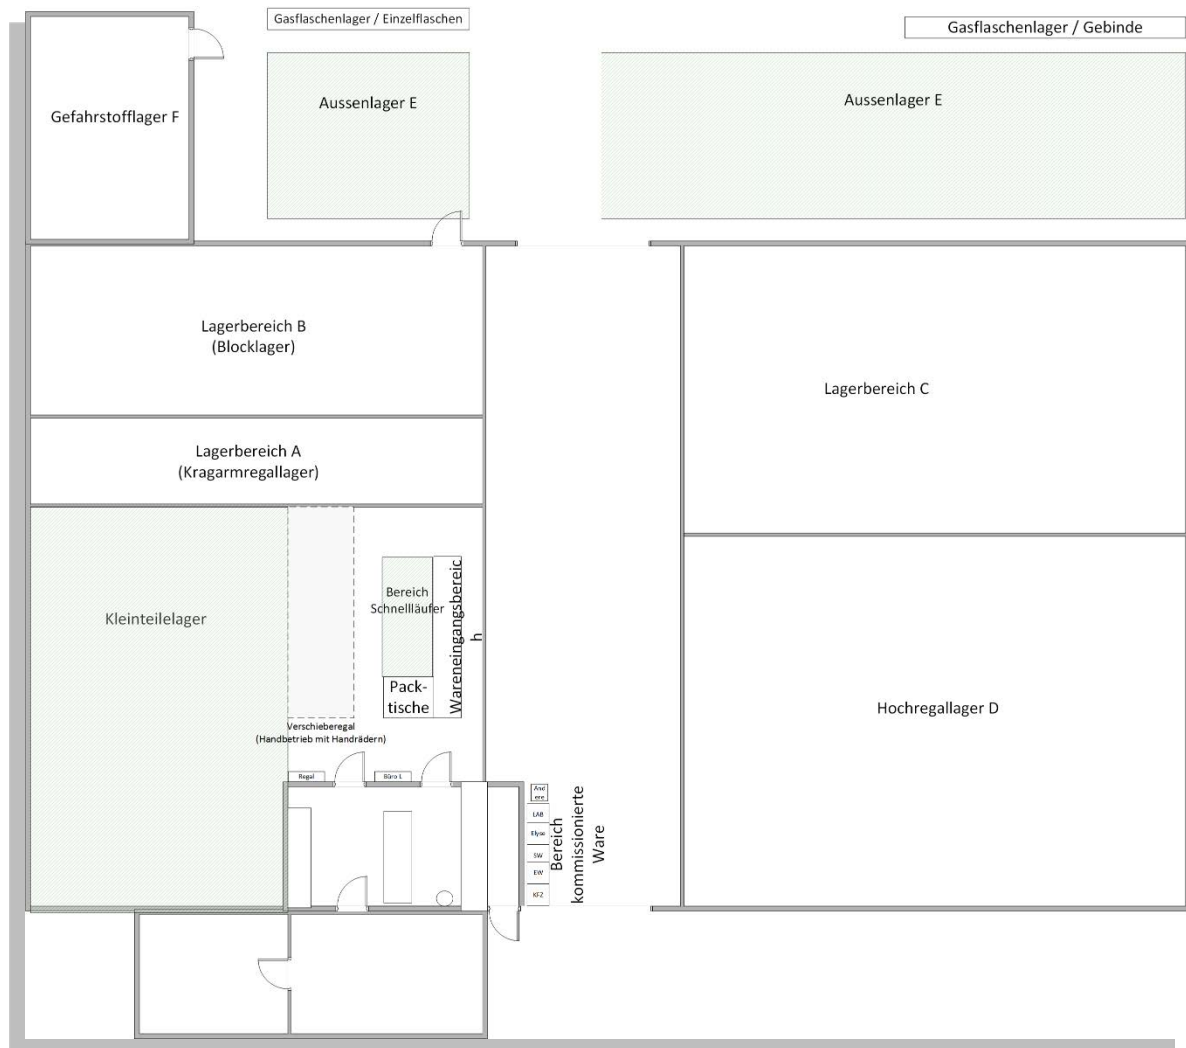 Gasflaschenlager / Einzelflaschen
Gasflaschenlager / Gebinde
Aussenlager E
Aussenlager E
Gefahrstofflager F
Lagerbereich B
(Blocklager)
Lagerbereich C
Lagerbereich A
(Kragarmregallager)
Kleinteilelager
Bereich
Schnellläufer
Wareneingangsbereic
h
Pack-
tische
Verschieberegal
(Handbetrieb mit Handrädern)
Hochregallager D
Regal
Büro L
And
ere
LAB
Elyse
SW
EW
KFZ
Bereich
kommissionierte
Ware